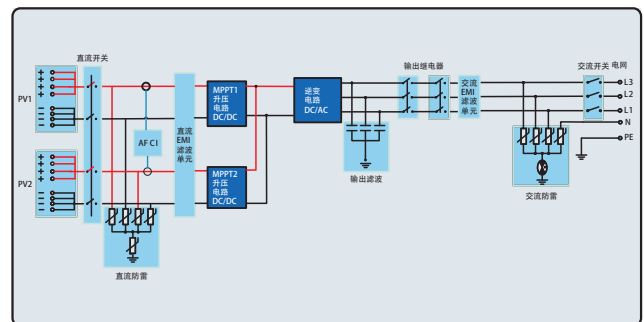 直流开关
PV1
+
+
+
−
−
−
PV2
+
+
+
−
−
−
AFCI
直流防雷
直流
EMI
滤波
单元
MPPT1
升压
电路
DC/DC
MPPT2
升压
电路
DC/DC
逆变
电路
DC/AC
输出滤波
输出继电器
交流
EMI
滤波
单元
交流防雷
交流开关
电网
L3
L2
L1
N
PE